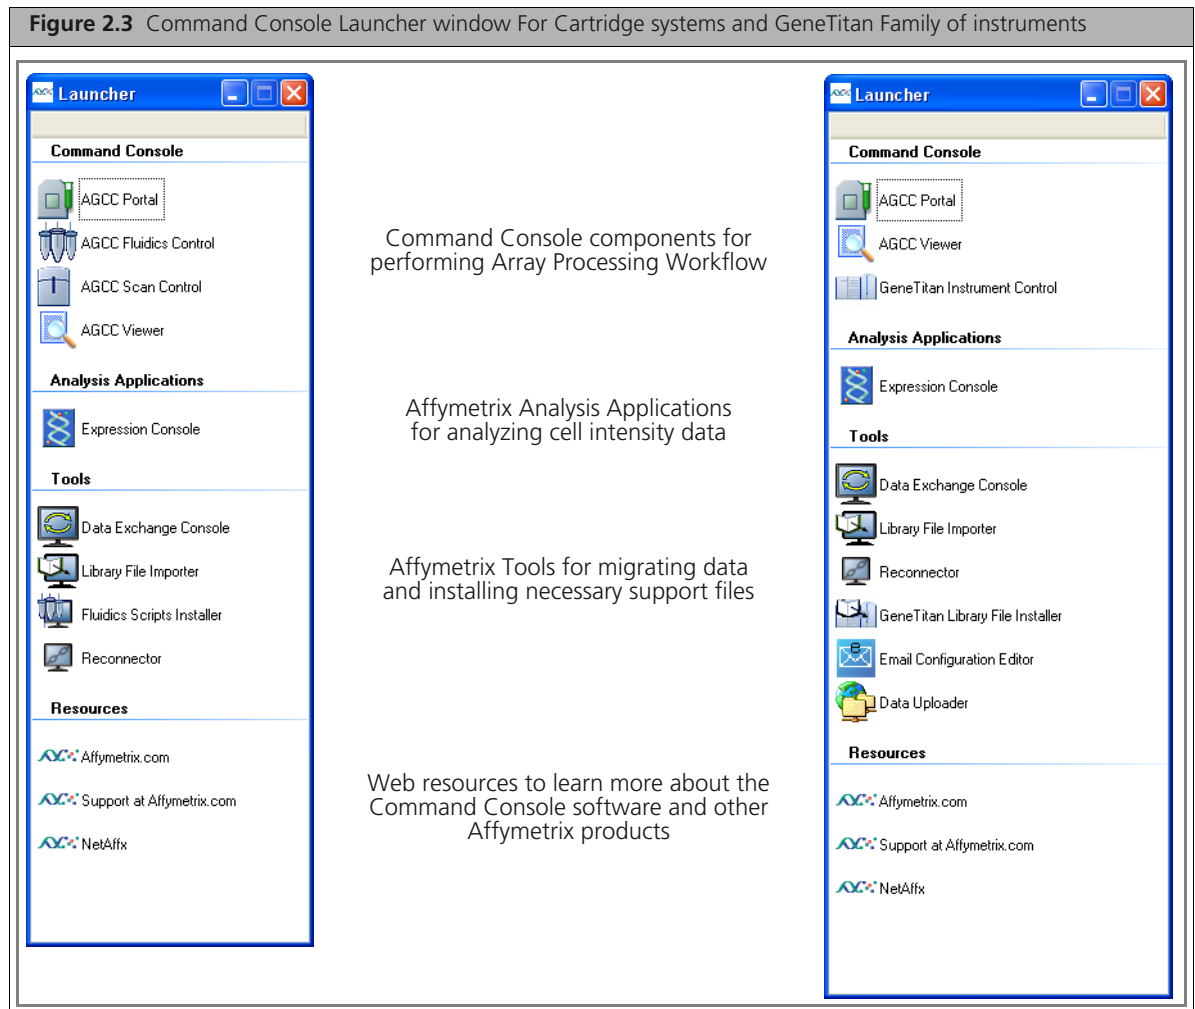 Figure 2.3 Command Console Launcher window For Cartridge systems and GeneTitan Family of instruments
Launcher
Command Console
AGCC Portal
AGCC Fluidics Control
AGCC Scan Control
AGCC Viewer
Analysis Applications
Expression Console
Tools
Data Exchange Console
Library File Importer
Fluidics Scripts Installer
Reconnector
Resources
Affymetrix.com
Support at Affymetrix.com
NetAffx
Command Console components for
performing Array Processing Workflow
Affymetrix Analysis Applications
for analyzing cell intensity data
Affymetrix Tools for migrating data
and installing necessary support files
Web resources to learn more about the
Command Console software and other
Affymetrix products
Launcher
Command Console
AGCC Portal
AGCC Viewer
GeneTitan Instrument Control
Analysis Applications
Expression Console
Tools
Data Exchange Console
Library File Importer
Reconnector
GeneTitan Library File Installer
Email Configuration Editor
Data Uploader
Resources
Affymetrix.com
Support at Affymetrix.com
NetAffx